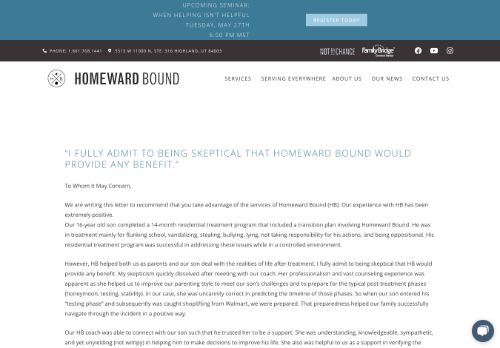 UPCOMING SEMINAR:
WHEN HELPING ISN'T HELPFUL
TUESDAY, MAY 27TH
6:00 PM MST
REGISTER TODAY
PHONE: 1.801.768.1441
5513 W 11000 N, STE. 516 HIGHLAND, UT 84003
NOT BY CHANCE
FamilyBridge
HOMEWARD BOUND
SERVICES
SERVING EVERYWHERE
ABOUT US
OUR NEWS
CONTACT US
"I FULLY ADMIT TO BEING SKEPTICAL THAT HOMEWARD BOUND WOULD
PROVIDE ANY BENEFIT."
To Whom It May Concern,
We are writing this letter to recommend that you take advantage of the services of Homeward Bound (HB). Our experience with HB has been
extremely positive.
Our 16-year old son completed a 14-month residential treatment program that included a transition plan involving Homeward Bound. He was
in treatment mainly for flunking school, vandalizing, stealing, bullying, lying, not taking responsibility for his actions, and being oppositional. His
residential treatment program was successful in addressing these issues while in a controlled environment.
However, HB helped both us as parents and our son deal with the realities of life after treatment. I fully admit to being skeptical that HB would
provide any benefit. My skepticism quickly dissolved after meeting with our coach. Her professionalism and vast counseling experience was
apparent as she helped us to improve our parenting style to meet our son's challenges and to prepare for the typical post-treatment phases
(honeymoon, testing, stability). In our case, she was uncannily correct in predicting the timeline of those phases. So when our son entered his
"testing phase" and subsequently was caught shoplifting from Walmart, we were prepared. That preparedness helped our family successfully
navigate through the incident in a positive way.
Our HB coach was able to connect with our son such that he trusted her to be a support. She was understanding, knowledgeable, sympathetic,
and yet unyielding (not wimpy) in helping him to make decisions to improve his life. She also was helpful to us as a support in verifying the